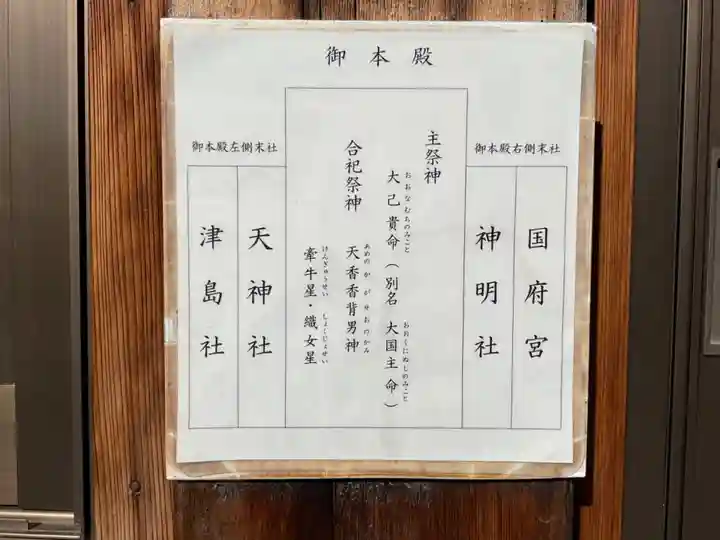 御本殿
御本殿右側末社
国府宮
神明社
主祭神
大己貴命（別名 大国主命）
おおなむちのみこと
おおくにぬしのみこと
合祀祭神
天香香背男神
あめのかがせおのかみ
牽牛星・織女星
けんぎゅうせい
しょくじょせい
御本殿左側末社
天神社
津島社